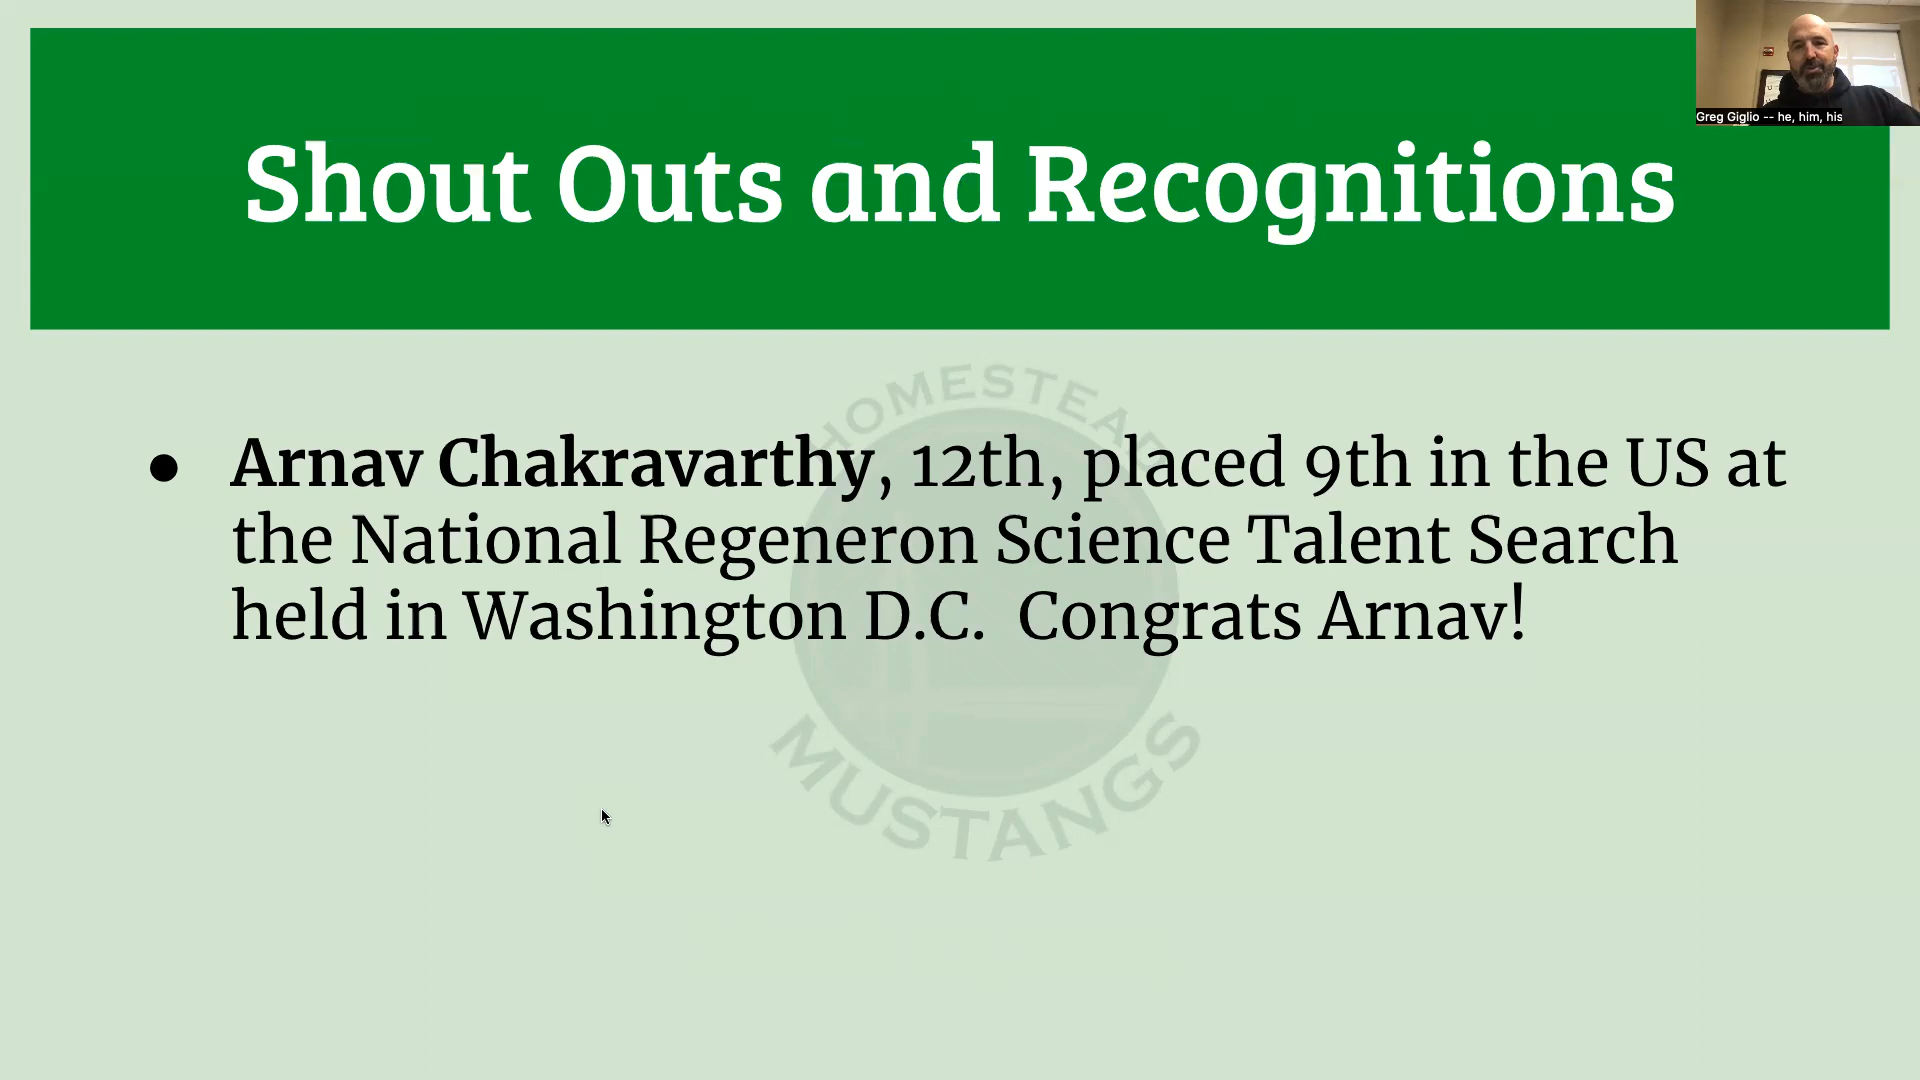 Greg Giglio -- he, him, his
Shout Outs and Recognitions
HOMESTEAD
● Arnav Chakravarthy, 12th, placed 9th in the US at
the National Regeneron Science Talent Search
held in Washington D.C.  Congrats Arnav!
MUSTANGS